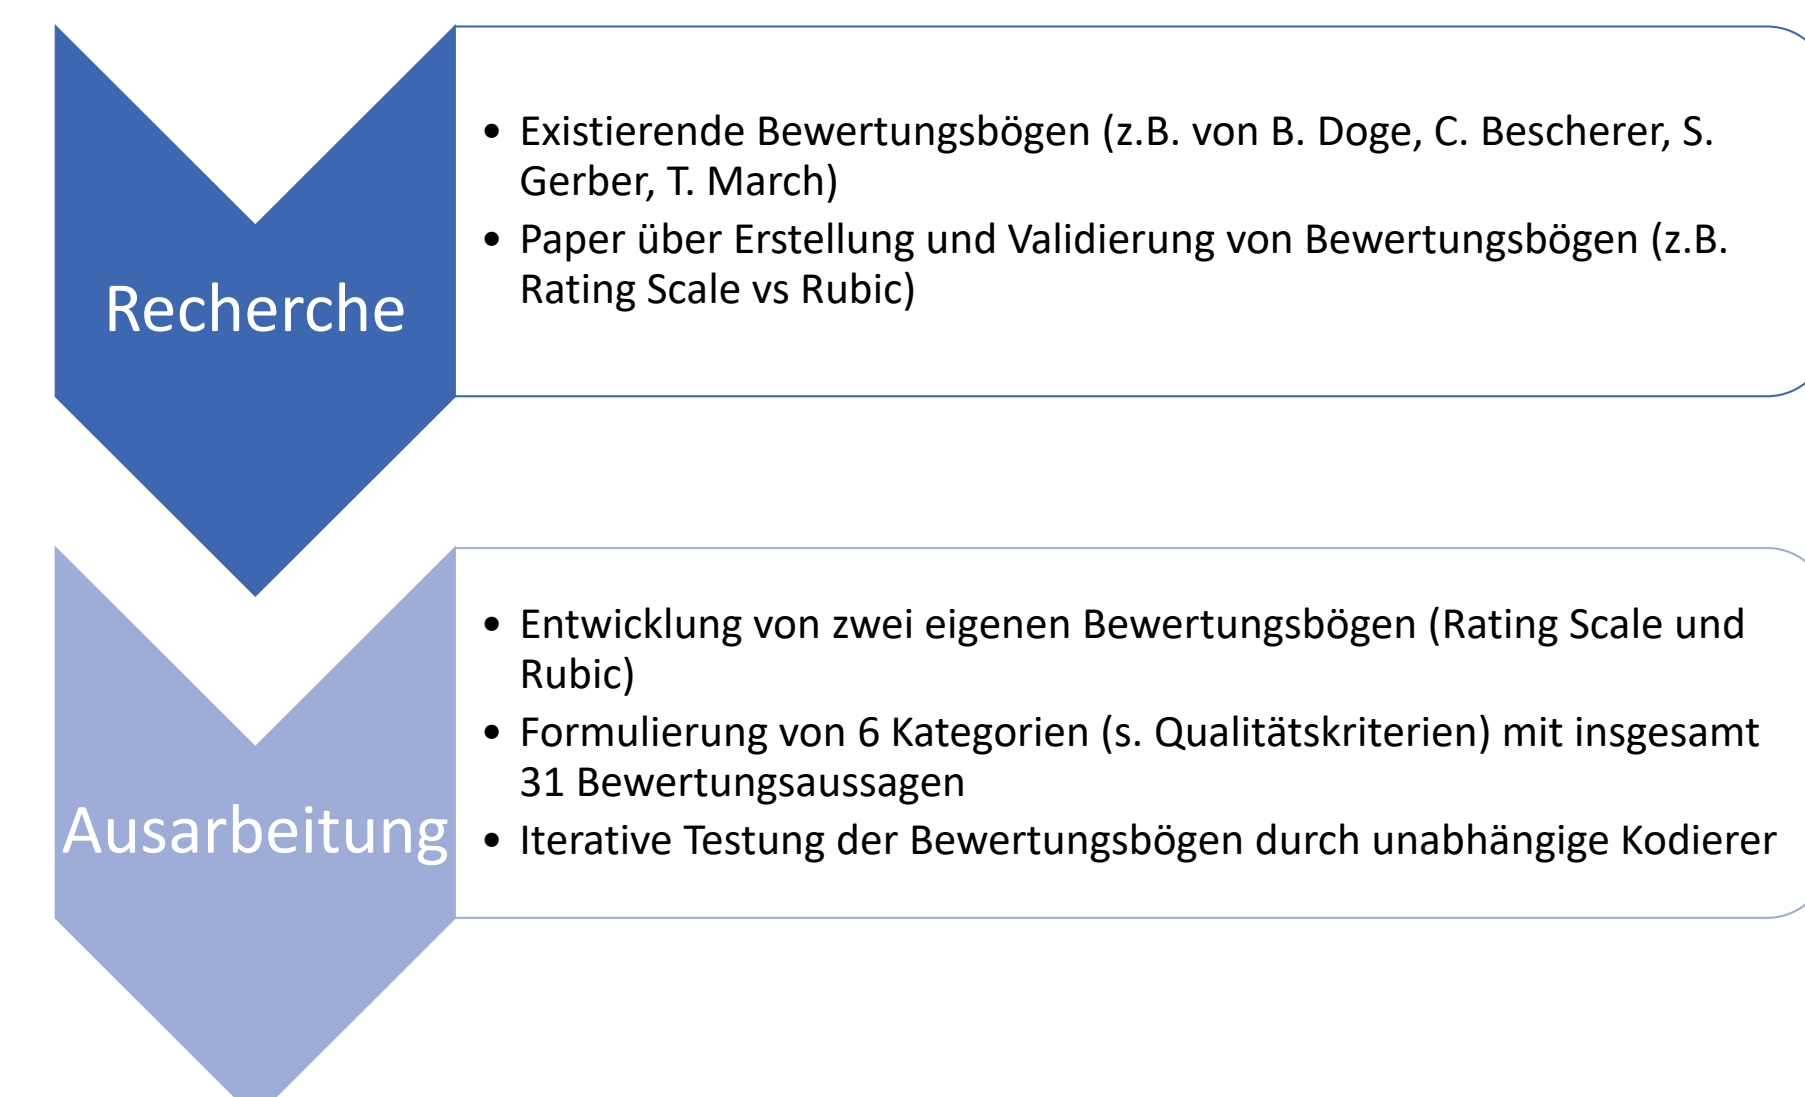 Recherche
• Existierende Bewertungsbögen (z.B. von B. Doge, C. Bescherer, S.
Gerber, T. March)
• Paper über Erstellung und Validierung von Bewertungsbögen (z.B.
Rating Scale vs Rubic)
Ausarbeitung
• Entwicklung von zwei eigenen Bewertungsbögen (Rating Scale und
Rubic)
• Formulierung von 6 Kategorien (s. Qualitätskriterien) mit insgesamt
31 Bewertungsaussagen
• Iterative Testung der Bewertungsbögen durch unabhängige Kodierer